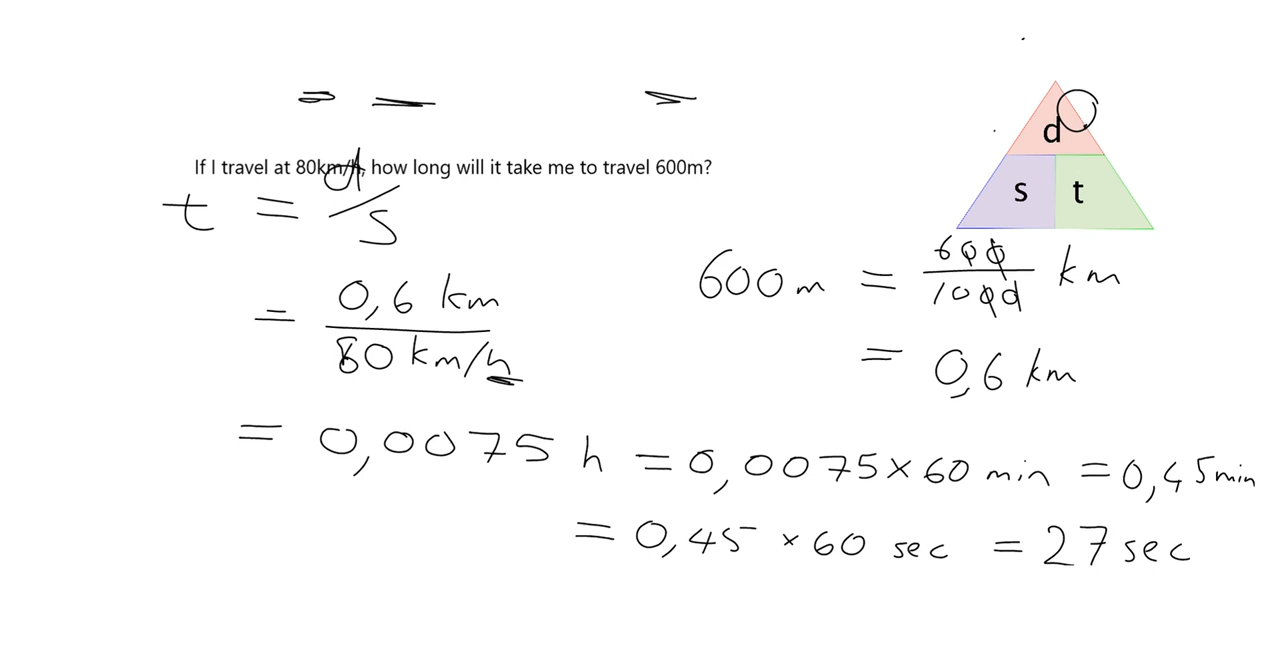 d
If I travel at 80km/h, how long will it take me to travel 600m?
s t
t = d/s
600m = 600/1000 km
= 0,6 km / 80 km/h
= 0,6 km
= 0,0075 h = 0,0075 × 60 min = 0,45 min
= 0,45 × 60 sec = 27 sec